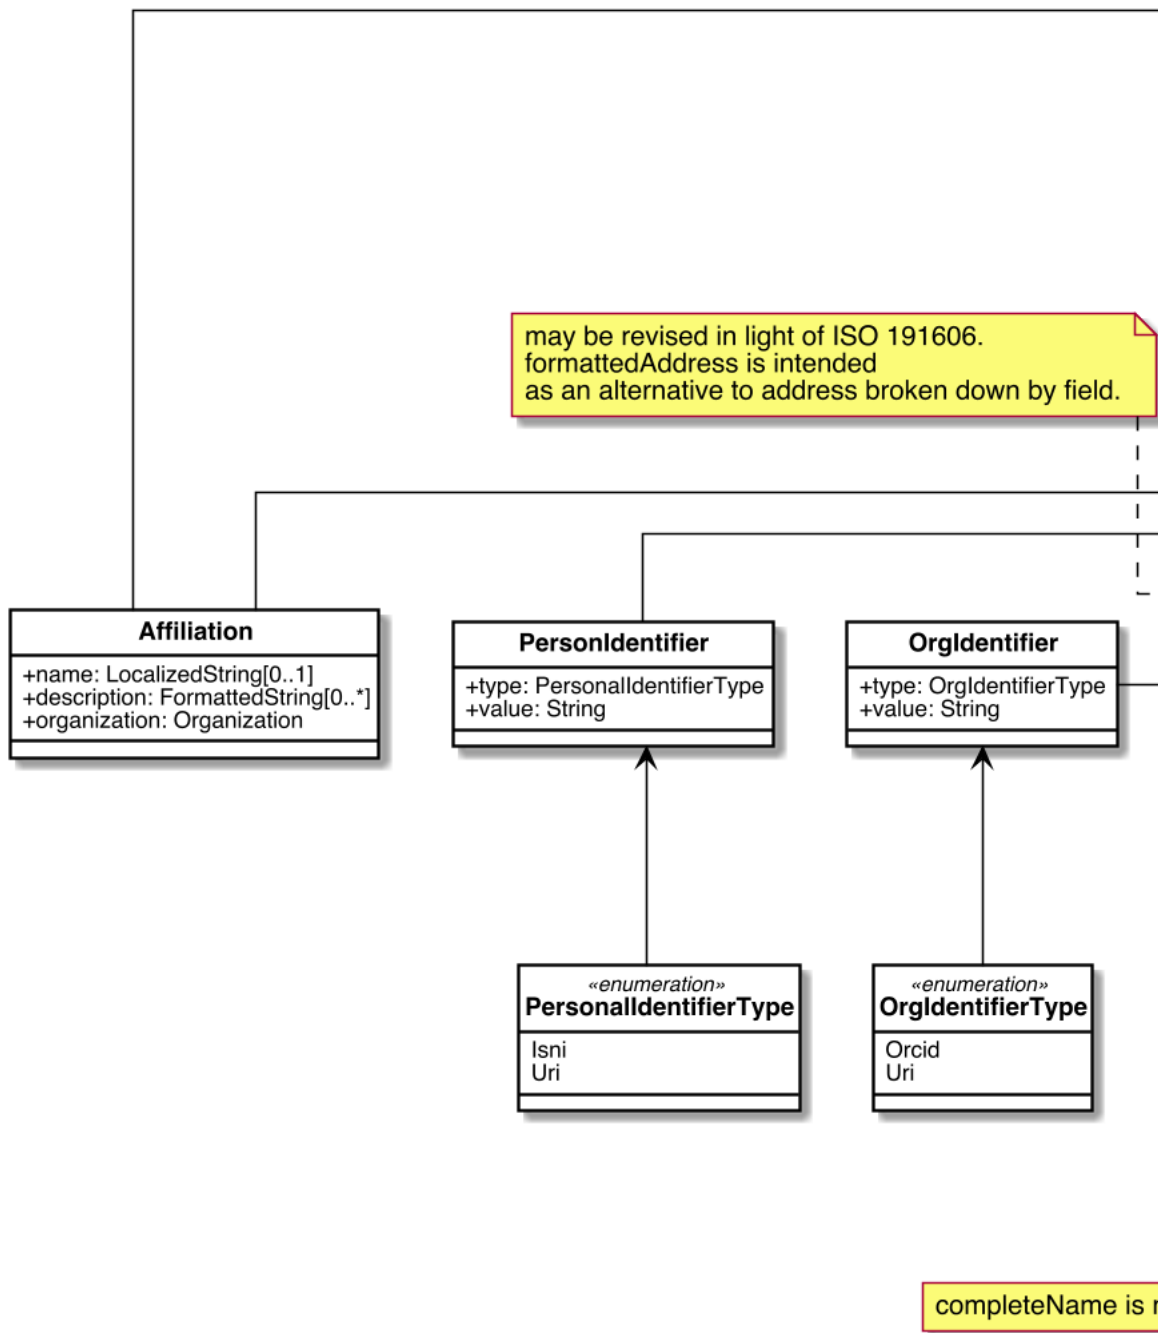 may be revised in light of ISO 191606.
formattedAddress is intended
as an alternative to address broken down by field.
Affiliation
+name: LocalizedString[0..1]
+description: FormattedString[0..*]
+organization: Organization
PersonIdentifier
+type: PersonalIdentifierType
+value: String
OrgIdentifier
+type: OrgIdentifierType
+value: String
«enumeration»
PersonalIdentifierType
Isni
Uri
«enumeration»
OrgIdentifierType
Orcid
Uri
completeName is